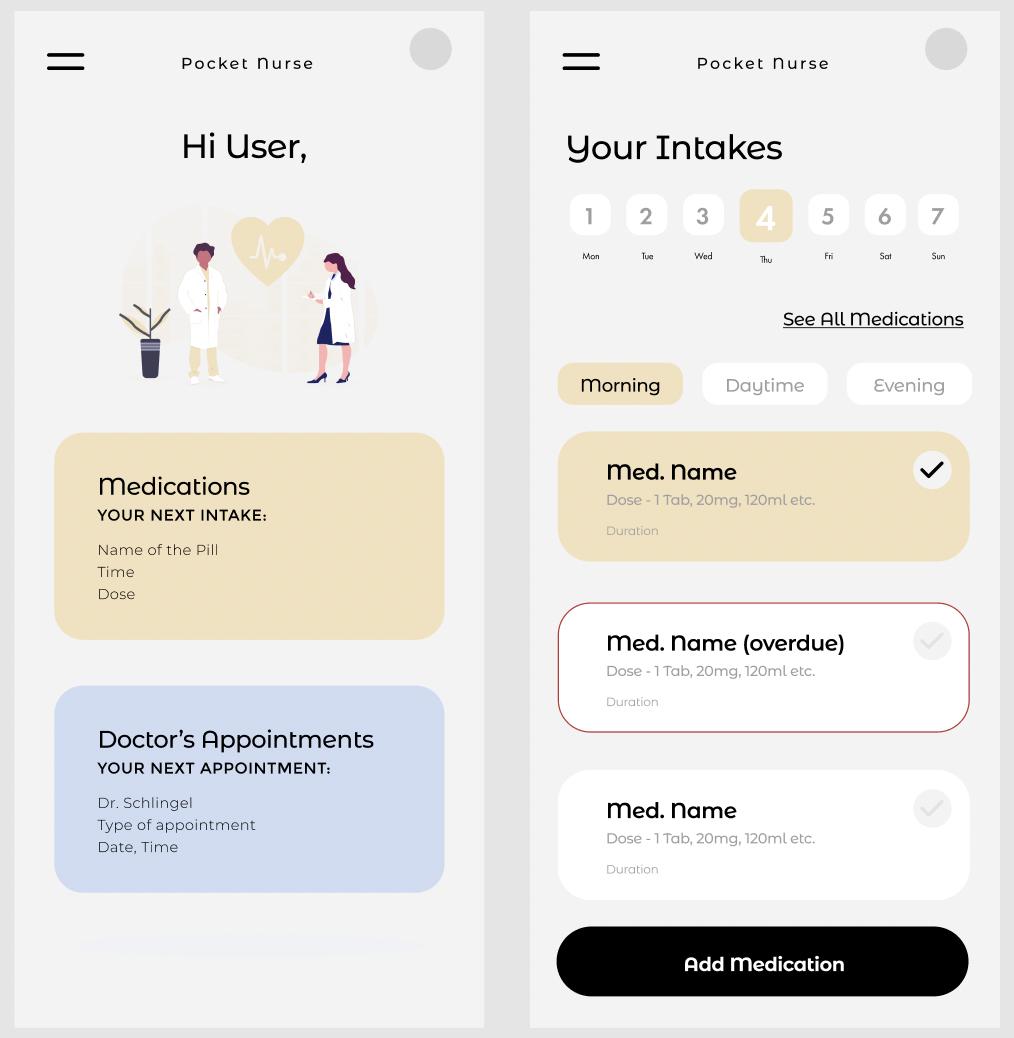 Pocket Nurse
Hi User,
Medications
YOUR NEXT INTAKE:
Name of the Pill
Time
Dose
Doctor’s Appointments
YOUR NEXT APPOINTMENT:
Dr. Schlingel
Type of appointment
Date, Time
Pocket Nurse
Your Intakes
1 2 3 4 5 6 7
Mon Tue Wed Thu Fri Sat Sun
See All Medications
Morning Daytime Evening
Med. Name
Dose - 1 Tab, 20mg, 120ml etc.
Duration
Med. Name (overdue)
Dose - 1 Tab, 20mg, 120ml etc.
Duration
Med. Name
Dose - 1 Tab, 20mg, 120ml etc.
Duration
Add Medication